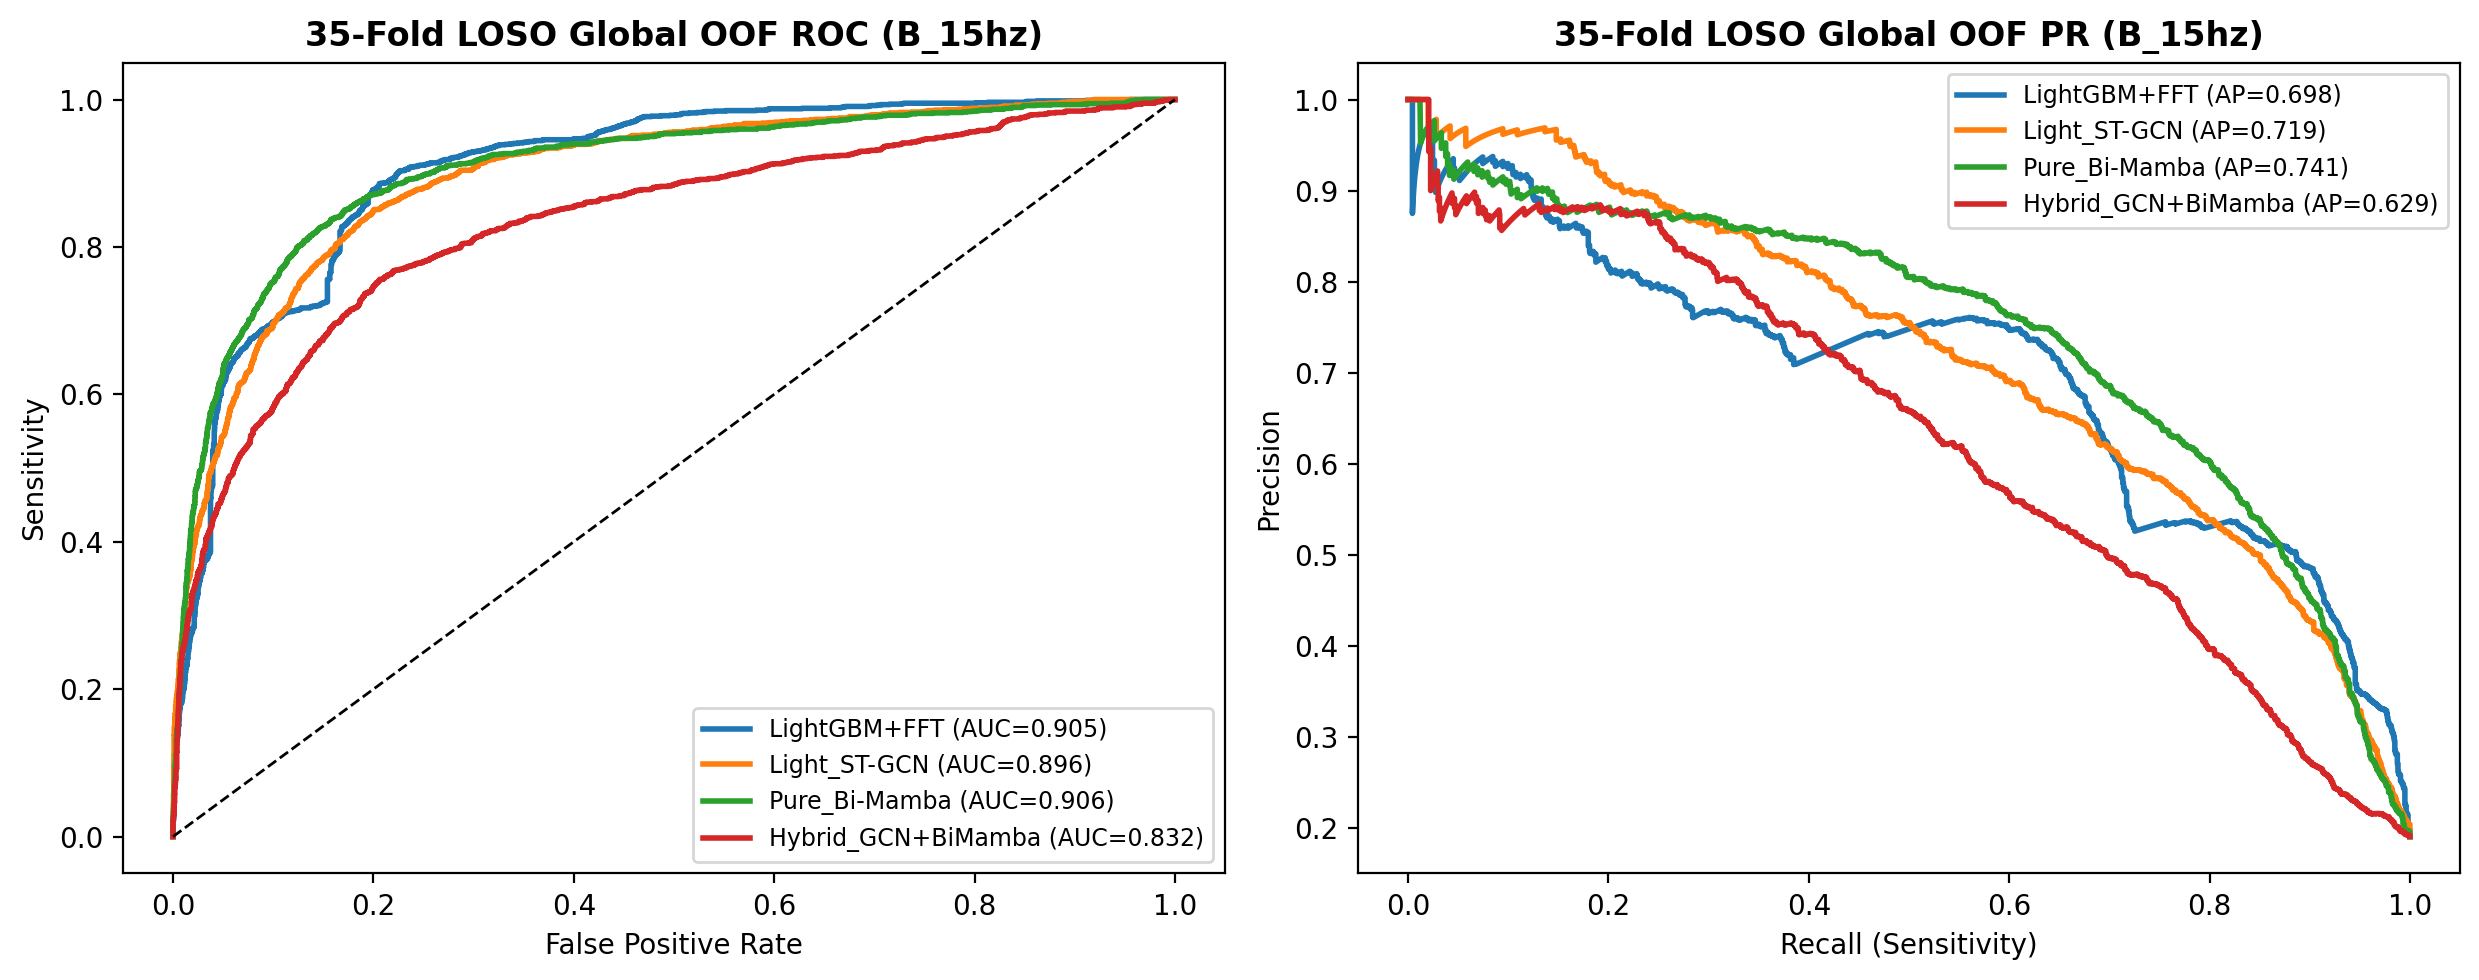 35-Fold LOSO Global OOF ROC (B_15hz)
Sensitivity
1.0
0.8
0.6
0.4
0.2
0.0
LightGBM+FFT (AUC=0.905)
Light_ST-GCN (AUC=0.896)
Pure_Bi-Mamba (AUC=0.906)
Hybrid_GCN+BiMamba (AUC=0.832)
0.0 0.2 0.4 0.6 0.8 1.0
False Positive Rate
35-Fold LOSO Global OOF PR (B_15hz)
Precision
1.0
0.9
0.8
0.7
0.6
0.5
0.4
0.3
0.2
LightGBM+FFT (AP=0.698)
Light_ST-GCN (AP=0.719)
Pure_Bi-Mamba (AP=0.741)
Hybrid_GCN+BiMamba (AP=0.629)
0.0 0.2 0.4 0.6 0.8 1.0
Recall (Sensitivity)